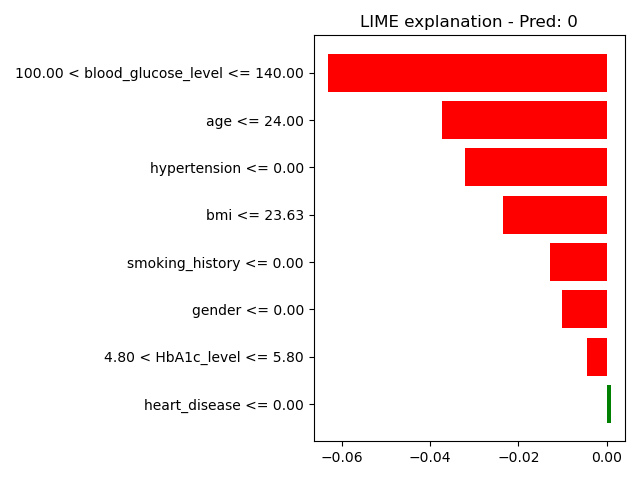 LIME explanation - Pred: 0
100.00 < blood_glucose_level <= 140.00
age <= 24.00
hypertension <= 0.00
bmi <= 23.63
smoking_history <= 0.00
gender <= 0.00
4.80 < HbA1c_level <= 5.80
heart_disease <= 0.00
−0.06 −0.04 −0.02 0.00